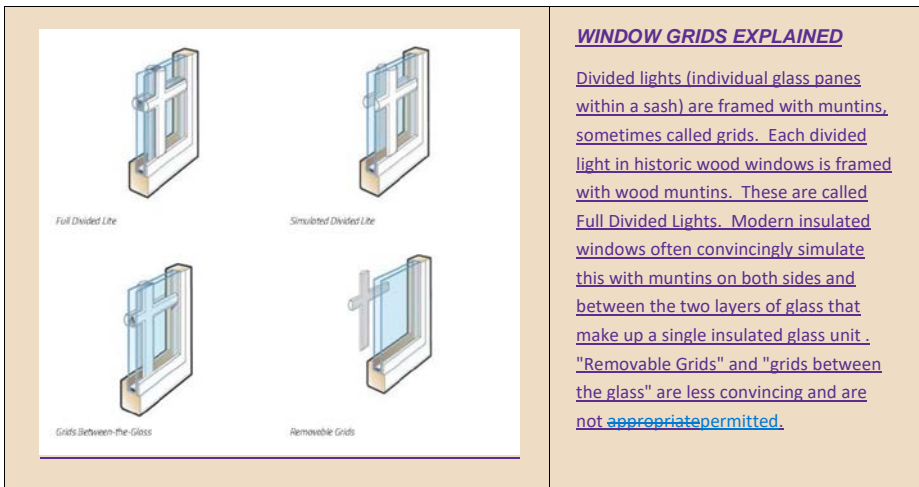 Full Divided Lite
Simulated Divided Lite
Grids Between-the-Glass
Removable Grids
WINDOW GRIDS EXPLAINED
Divided lights (individual glass panes
within a sash) are framed with muntins,
sometimes called grids.  Each divided
light in historic wood windows is framed
with wood muntins.  These are called
Full Divided Lights.  Modern insulated
windows often convincingly simulate
this with muntins on both sides and
between the two layers of glass that
make up a single insulated glass unit .
"Removable Grids" and "grids between
the glass" are less convincing and are
not appropriatepermitted.